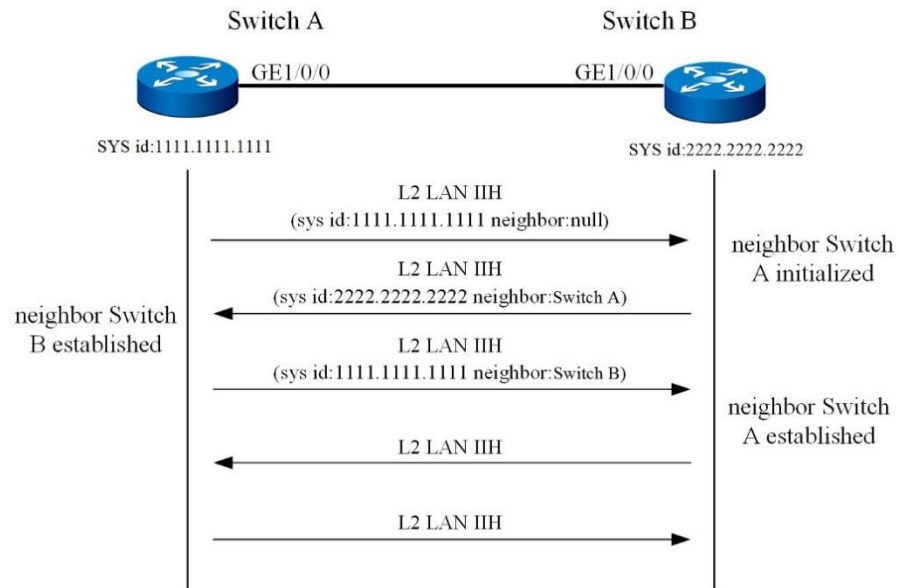 Switch A
Switch B
GE1/0/0
GE1/0/0
SYS id:1111.1111.1111
SYS id:2222.2222.2222
L2 LAN IIH
(sys id:1111.1111.1111 neighbor:null)
neighbor Switch
A initialized
L2 LAN IIH
(sys id:2222.2222.2222 neighbor:Switch A)
neighbor Switch
B established
L2 LAN IIH
(sys id:1111.1111.1111 neighbor:Switch B)
neighbor Switch
A established
L2 LAN IIH
L2 LAN IIH